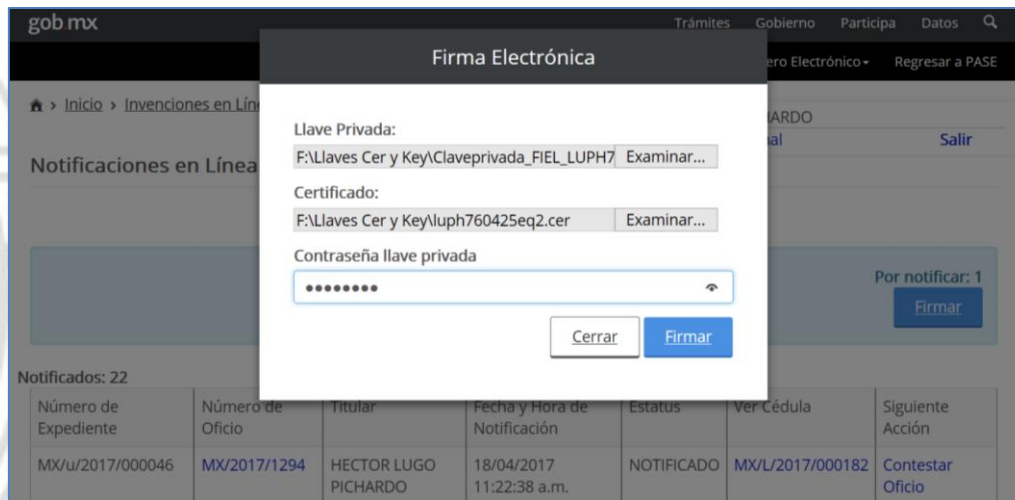 gob.mx
Trámites Gobierno Participa Datos
Firma Electrónica
ero Electrónico Regresar a PASE
Inicio › Invenciones en Lín
ARDO
al Salir
Notificaciones en Línea
Llave Privada:
F:\Llaves Cer y Key\Claveprivada_FIEL_LUPH7 Examinar...
Certificado:
F:\Llaves Cer y Key\luph760425eq2.cer Examinar...
Contraseña llave privada
••••••••
Por notificar: 1
Firmar
Cerrar Firmar
Notificados: 22
Número de Expediente Número de Oficio Titular Fecha y Hora de Notificación Estatus Ver Cédula Siguiente Acción
MX/u/2017/000046 MX/2017/1294 HECTOR LUGO PICHARDO 18/04/2017 11:22:38 a.m. NOTIFICADO MX/L/2017/000182 Contestar Oficio